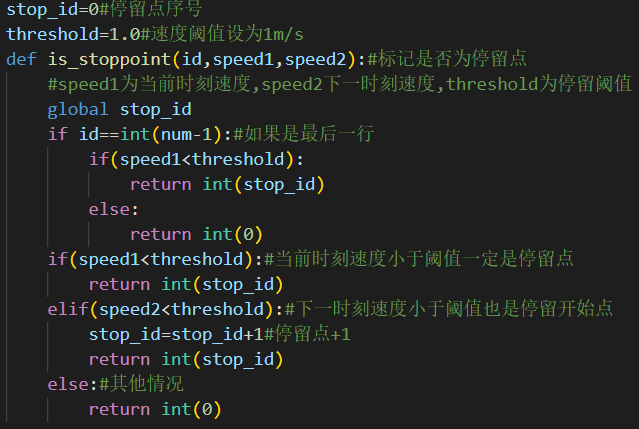 stop_id=0#停留点序号
threshold=1.0#速度阈值设为1m/s
def is_stoppoint(id,speed1,speed2):#标记是否为停留点
    #speed1为当前时刻速度,speed2下一时刻速度,threshold为停留阈值
    global stop_id
    if id==int(num-1):#如果是最后一行
        if(speed1<threshold):
            return int(stop_id)
        else:
            return int(0)
    if(speed1<threshold):#当前时刻速度小于阈值一定是停留点
        return int(stop_id)
    elif(speed2<threshold):#下一时刻速度小于阈值也是停留开始点
        stop_id=stop_id+1#停留点+1
        return int(stop_id)
    else:#其他情况
        return int(0)